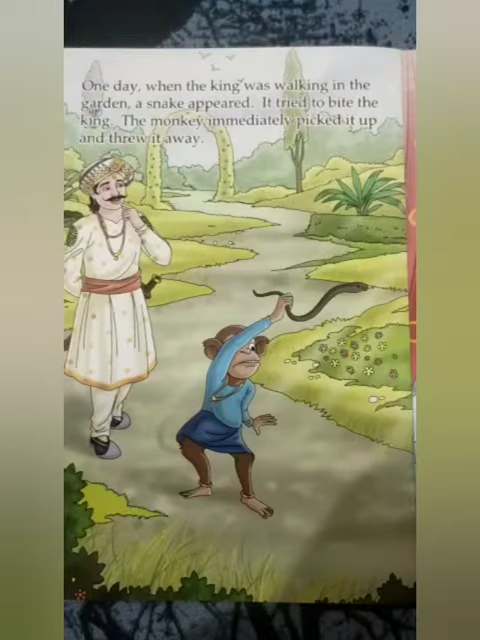 One day, when the king was walking in the
garden, a snake appeared. It tried to bite the
king. The monkey immediately picked it up
and threw it away.